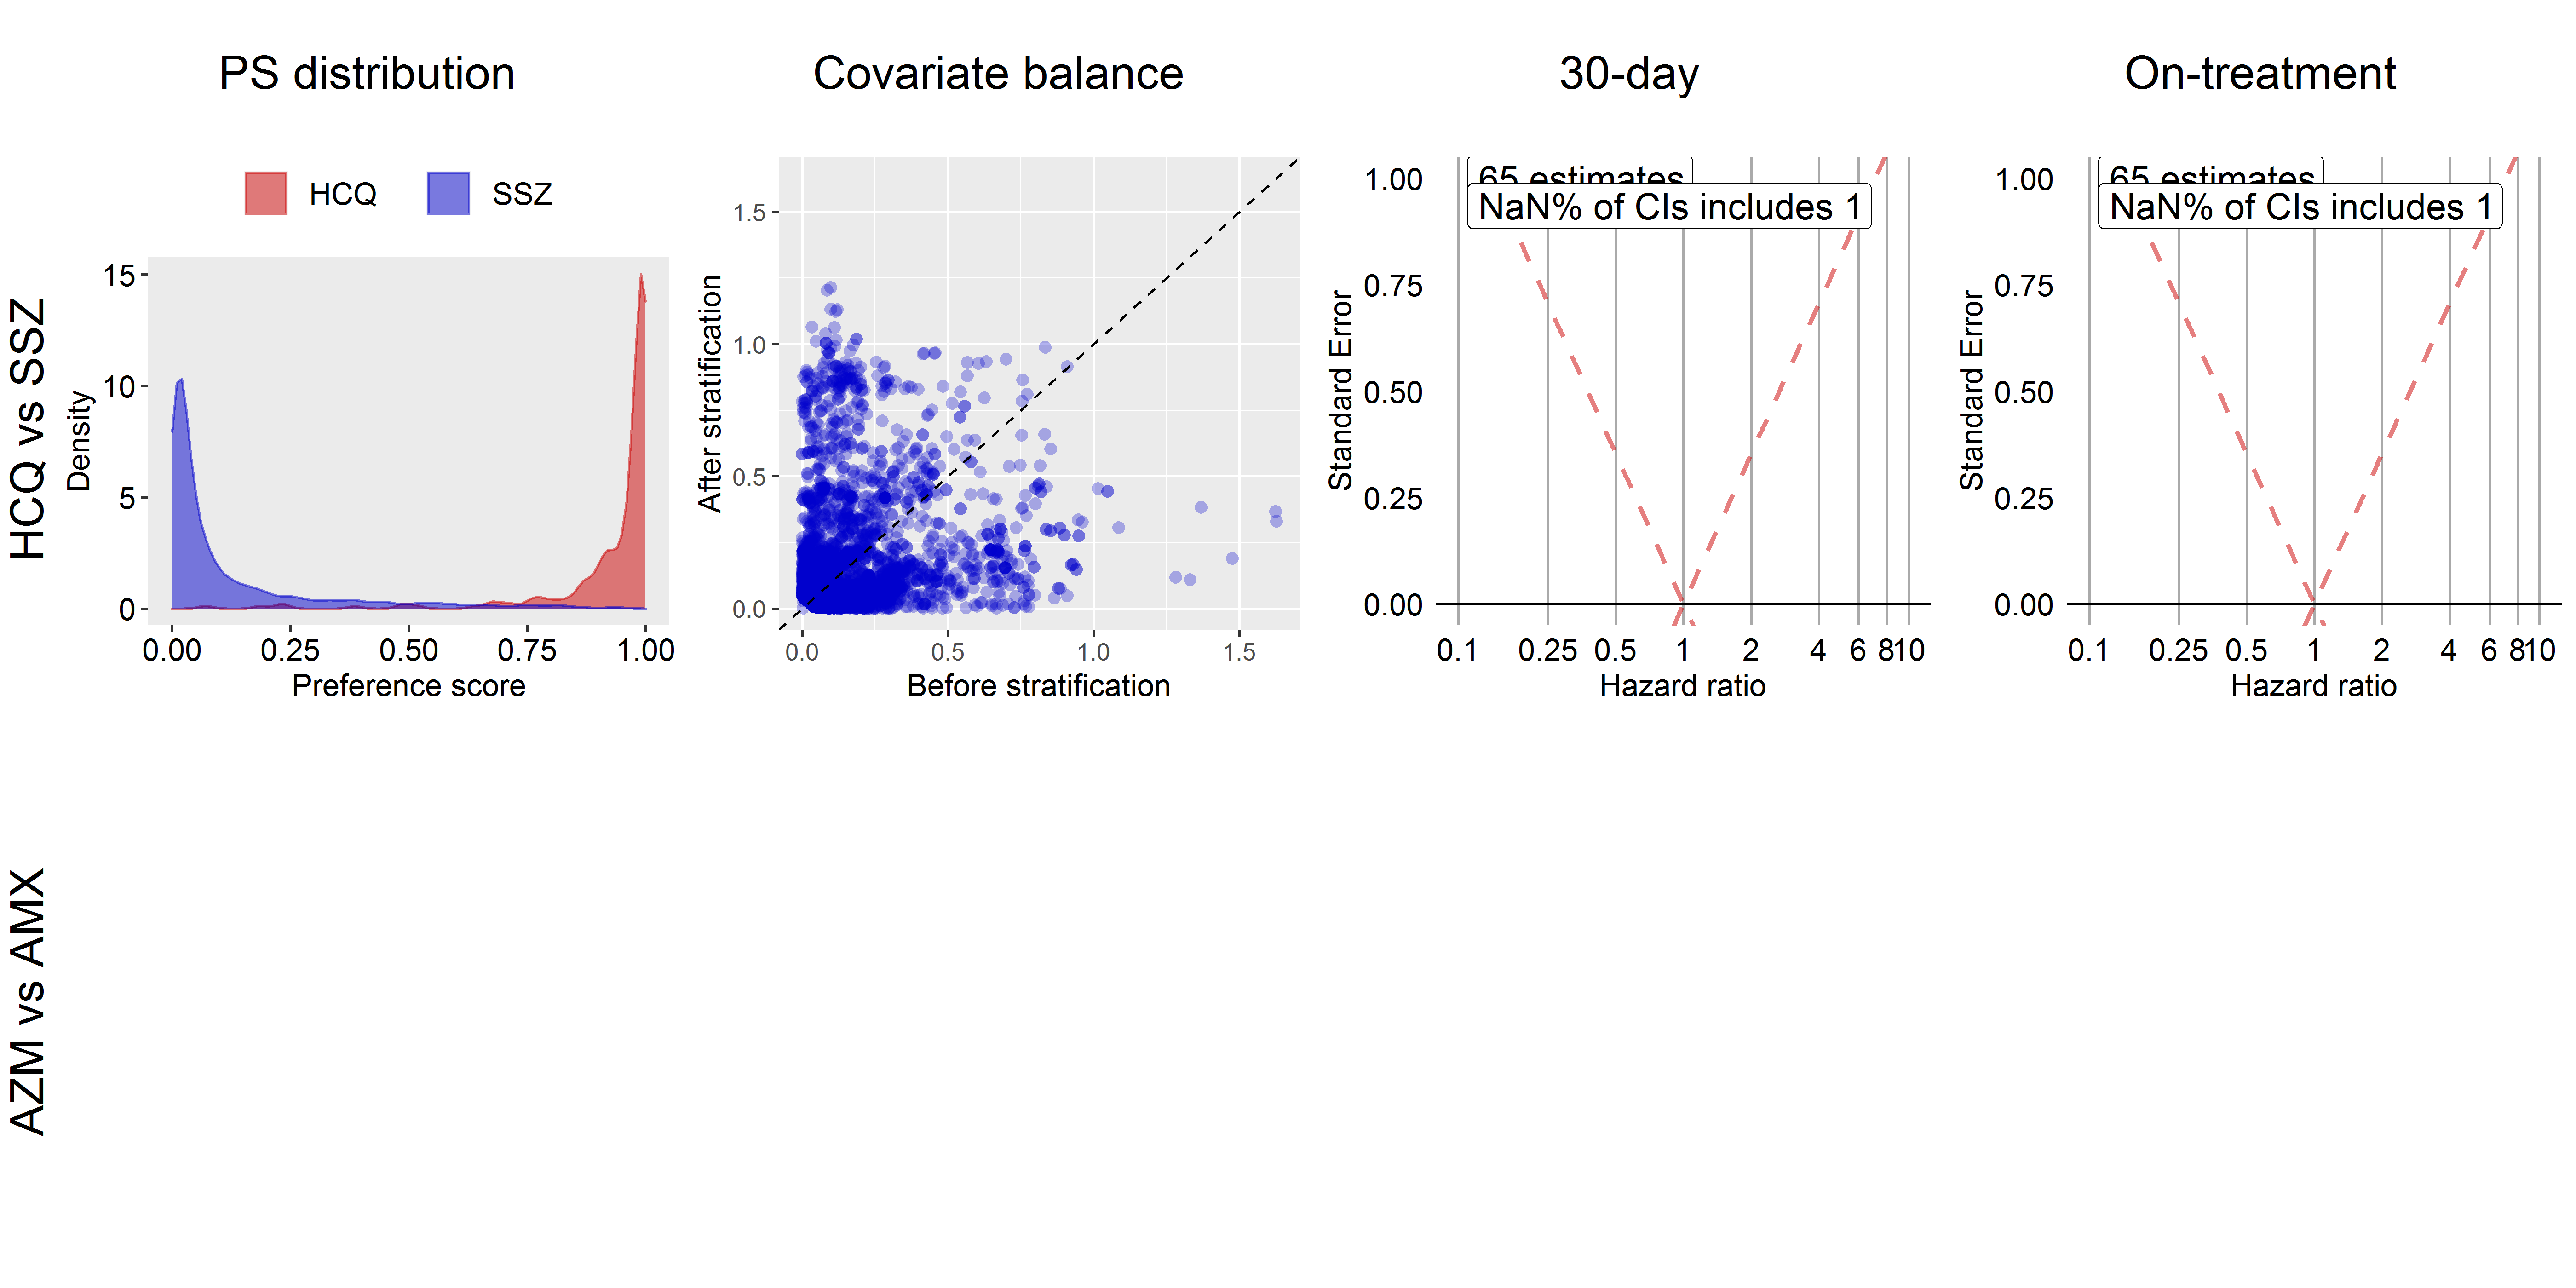 PS distribution
Covariate balance
30-day
On-treatment
HCQ vs SSZ
HCQ
SSZ
Density
15
10
5
0
0.00
0.25
0.50
0.75
1.00
Preference score
After stratification
1.5
1.0
0.5
0.0
0.0
0.5
1.0
1.5
Before stratification
65 estimates
NaN% of CIs includes 1
Standard Error
1.00
0.75
0.50
0.25
0.00
0.1
0.25
0.5
1
2
4
6
8
10
Hazard ratio
65 estimates
NaN% of CIs includes 1
Standard Error
1.00
0.75
0.50
0.25
0.00
0.1
0.25
0.5
1
2
4
6
8
10
Hazard ratio
AZM vs AMX